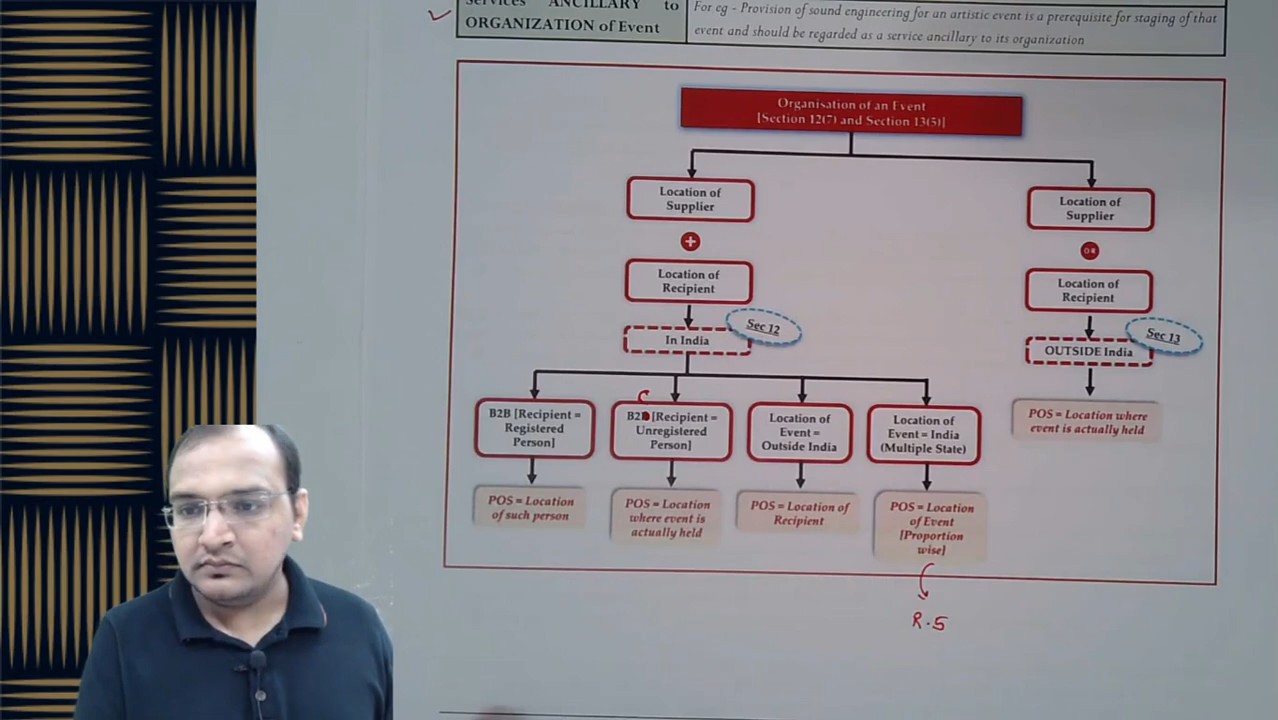 Services ANCILLARY to
ORGANIZATION of Event
For eg - Provision of sound engineering for an artistic event is a prerequisite for staging of that
event and should be regarded as a service ancillary to its organization
Organisation of an Event
[Section 12(7) and Section 13(5)]
Location of
Supplier
+
Location of
Recipient
Sec 12
In India
Location of
Supplier
OR
Location of
Recipient
Sec 13
OUTSIDE India
POS = Location where
event is actually held
B2B [Recipient =
Registered
Person]
POS = Location
of such person
C
B2B [Recipient =
Unregistered
Person]
POS = Location
where event is
actually held
Location of
Event =
Outside India
POS = Location of
Recipient
Location of
Event = India
(Multiple State)
POS = Location
of Event
[Proportion
wise]
R.5